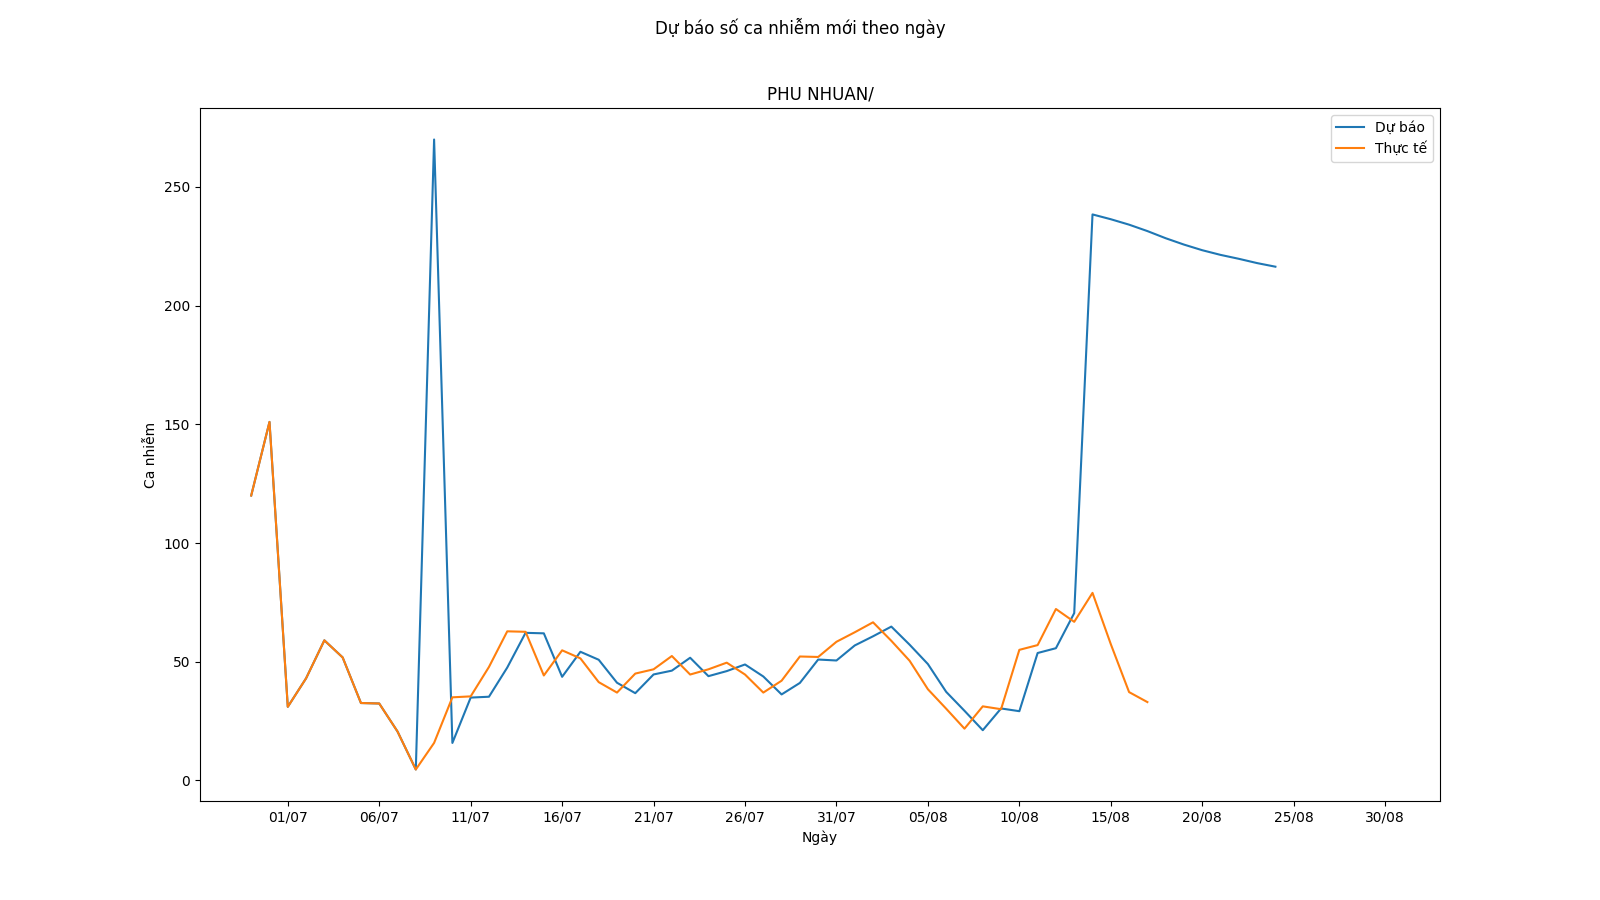 Dự báo số ca nhiễm mới theo ngày
PHU NHUAN/
Dự báo
Thực tế
250
200
150
100
50
0
Ca nhiễm
01/07 06/07 11/07 16/07 21/07 26/07 31/07 05/08 10/08 15/08 20/08 25/08 30/08
Ngày